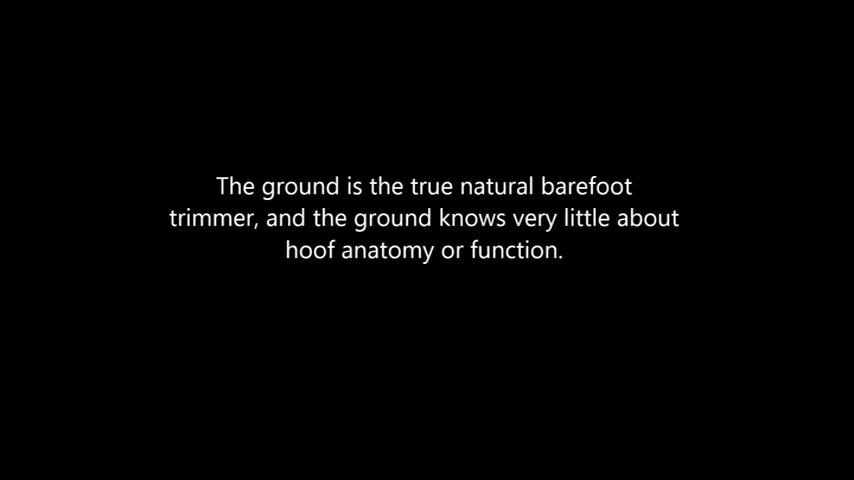 The ground is the true natural barefoot
trimmer, and the ground knows very little about
hoof anatomy or function.